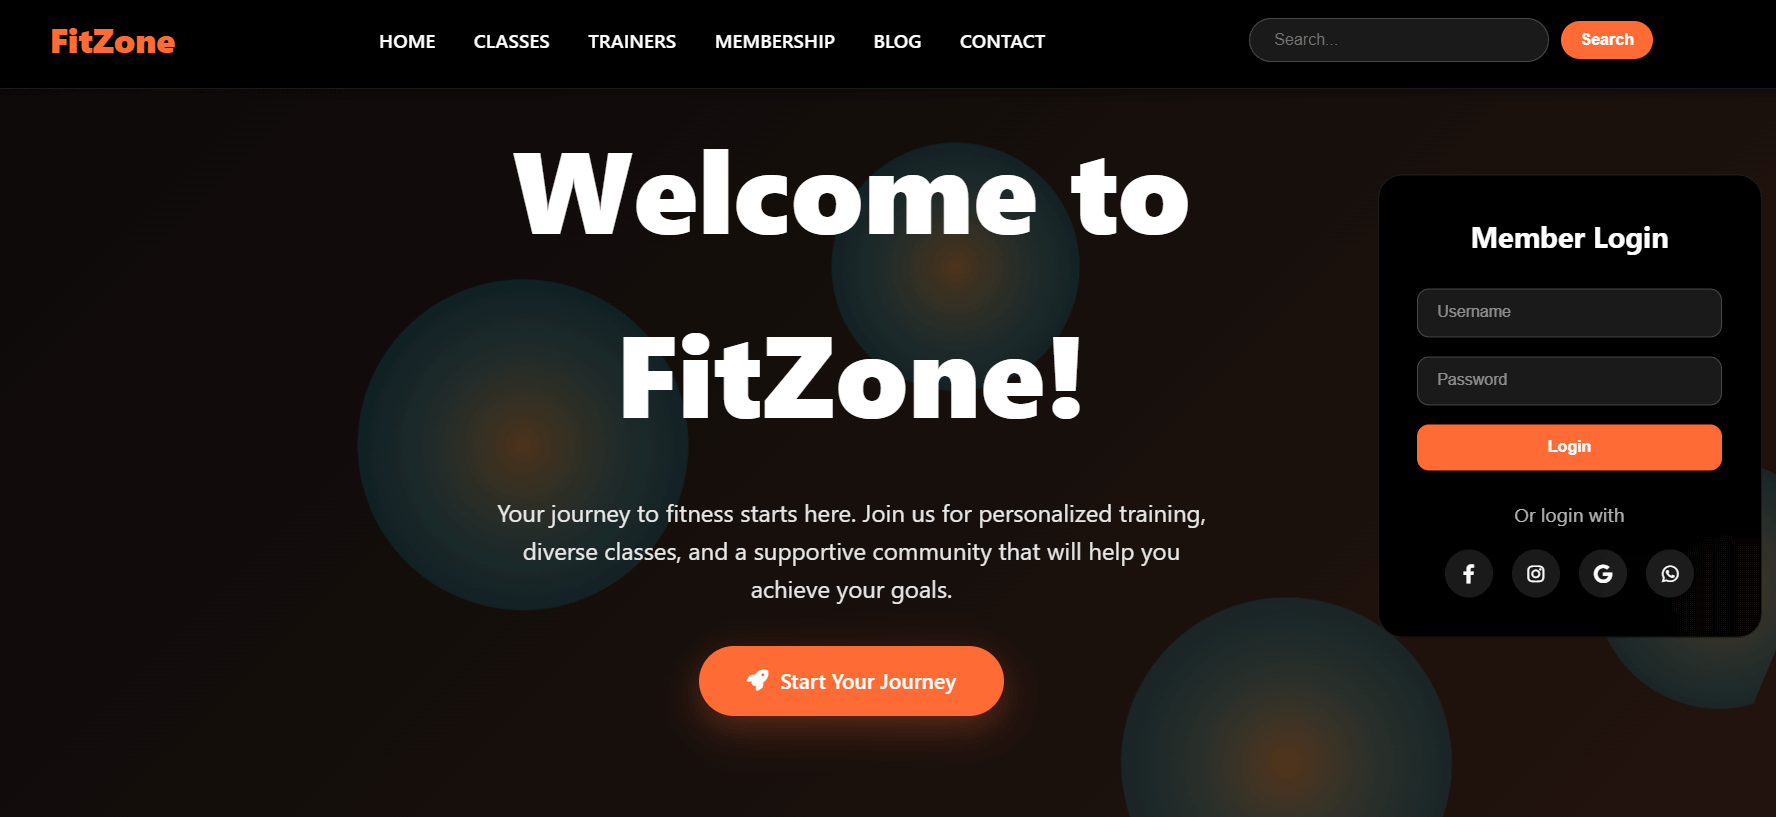 FitZone
HOME CLASSES TRAINERS MEMBERSHIP BLOG CONTACT
Search...
Search
Welcome to
FitZone!
Your journey to fitness starts here. Join us for personalized training,
diverse classes, and a supportive community that will help you
achieve your goals.
Start Your Journey
Member Login
Username
Password
Login
Or login with